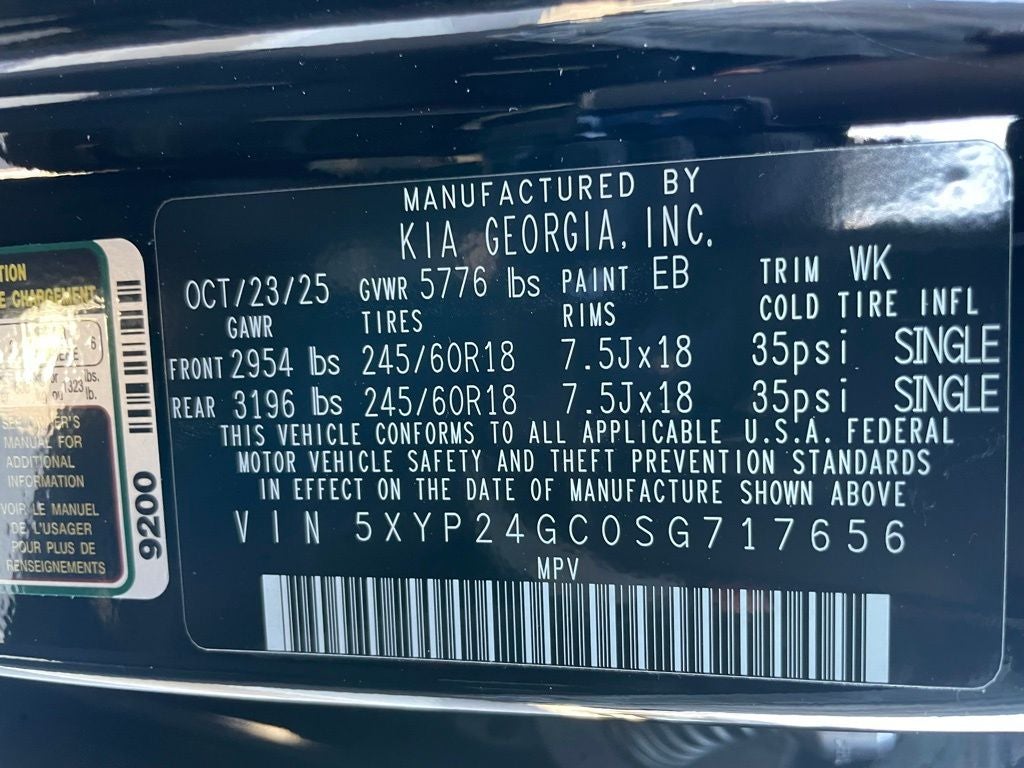 MANUFACTURED BY
KIA GEORGIA, INC.
OCT/23/25 GVWR 5776 lbs PAINT EB TRIM WK
GAWR TIRES RIMS COLD TIRE INFL
FRONT 2954 lbs 245/60R18 7.5Jx18 35psi SINGLE
REAR 3196 lbs 245/60R18 7.5Jx18 35psi SINGLE
THIS VEHICLE CONFORMS TO ALL APPLICABLE U.S.A. FEDERAL
MOTOR VEHICLE SAFETY AND THEFT PREVENTION STANDARDS
IN EFFECT ON THE DATE OF MANUFACTURE SHOWN ABOVE
VIN 5XYP24GC0SG717656
MPV
TION
CHARGEMENT
6
1323 lbs.
lb.
MANUAL FOR
ADDITIONAL
INFORMATION
VOIR LE MANUEL
DE L'USAGER
POUR PLUS DE
RENSEIGNEMENTS
9200